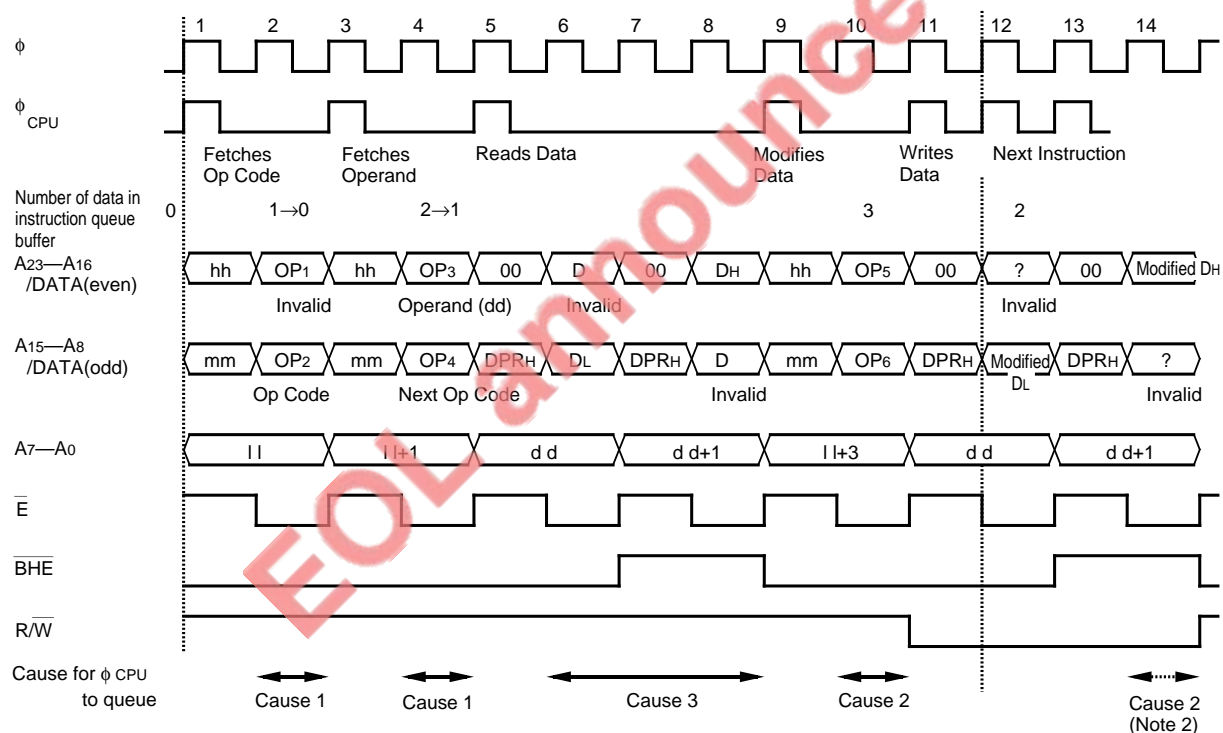 1 2 3 4 5 6 7 8 9 10 11 12 13 14
ϕ
ϕ CPU
Fetches Op Code
Fetches Operand
Reads Data
Modifies Data
Writes Data
Next Instruction
Number of data in instruction queue buffer
0 1→0 2→1 3 2
A23—A16 /DATA(even)
hh OP1 hh OP3 00 D 00 DH hh OP5 00 ? 00 Modified DH
Invalid Operand (dd) Invalid Invalid
A15—A8 /DATA(odd)
mm OP2 mm OP4 DPRH DL DPRH D mm OP6 DPRH Modified DL DPRH ?
Op Code Next Op Code Invalid Invalid
A7—A0
l l l l+1 d d d d+1 l l+3 d d d d+1
E
BHE
R/W
Cause for ϕ CPU to queue
Cause 1 Cause 1 Cause 3 Cause 2 Cause 2 (Note 2)
EOL announce